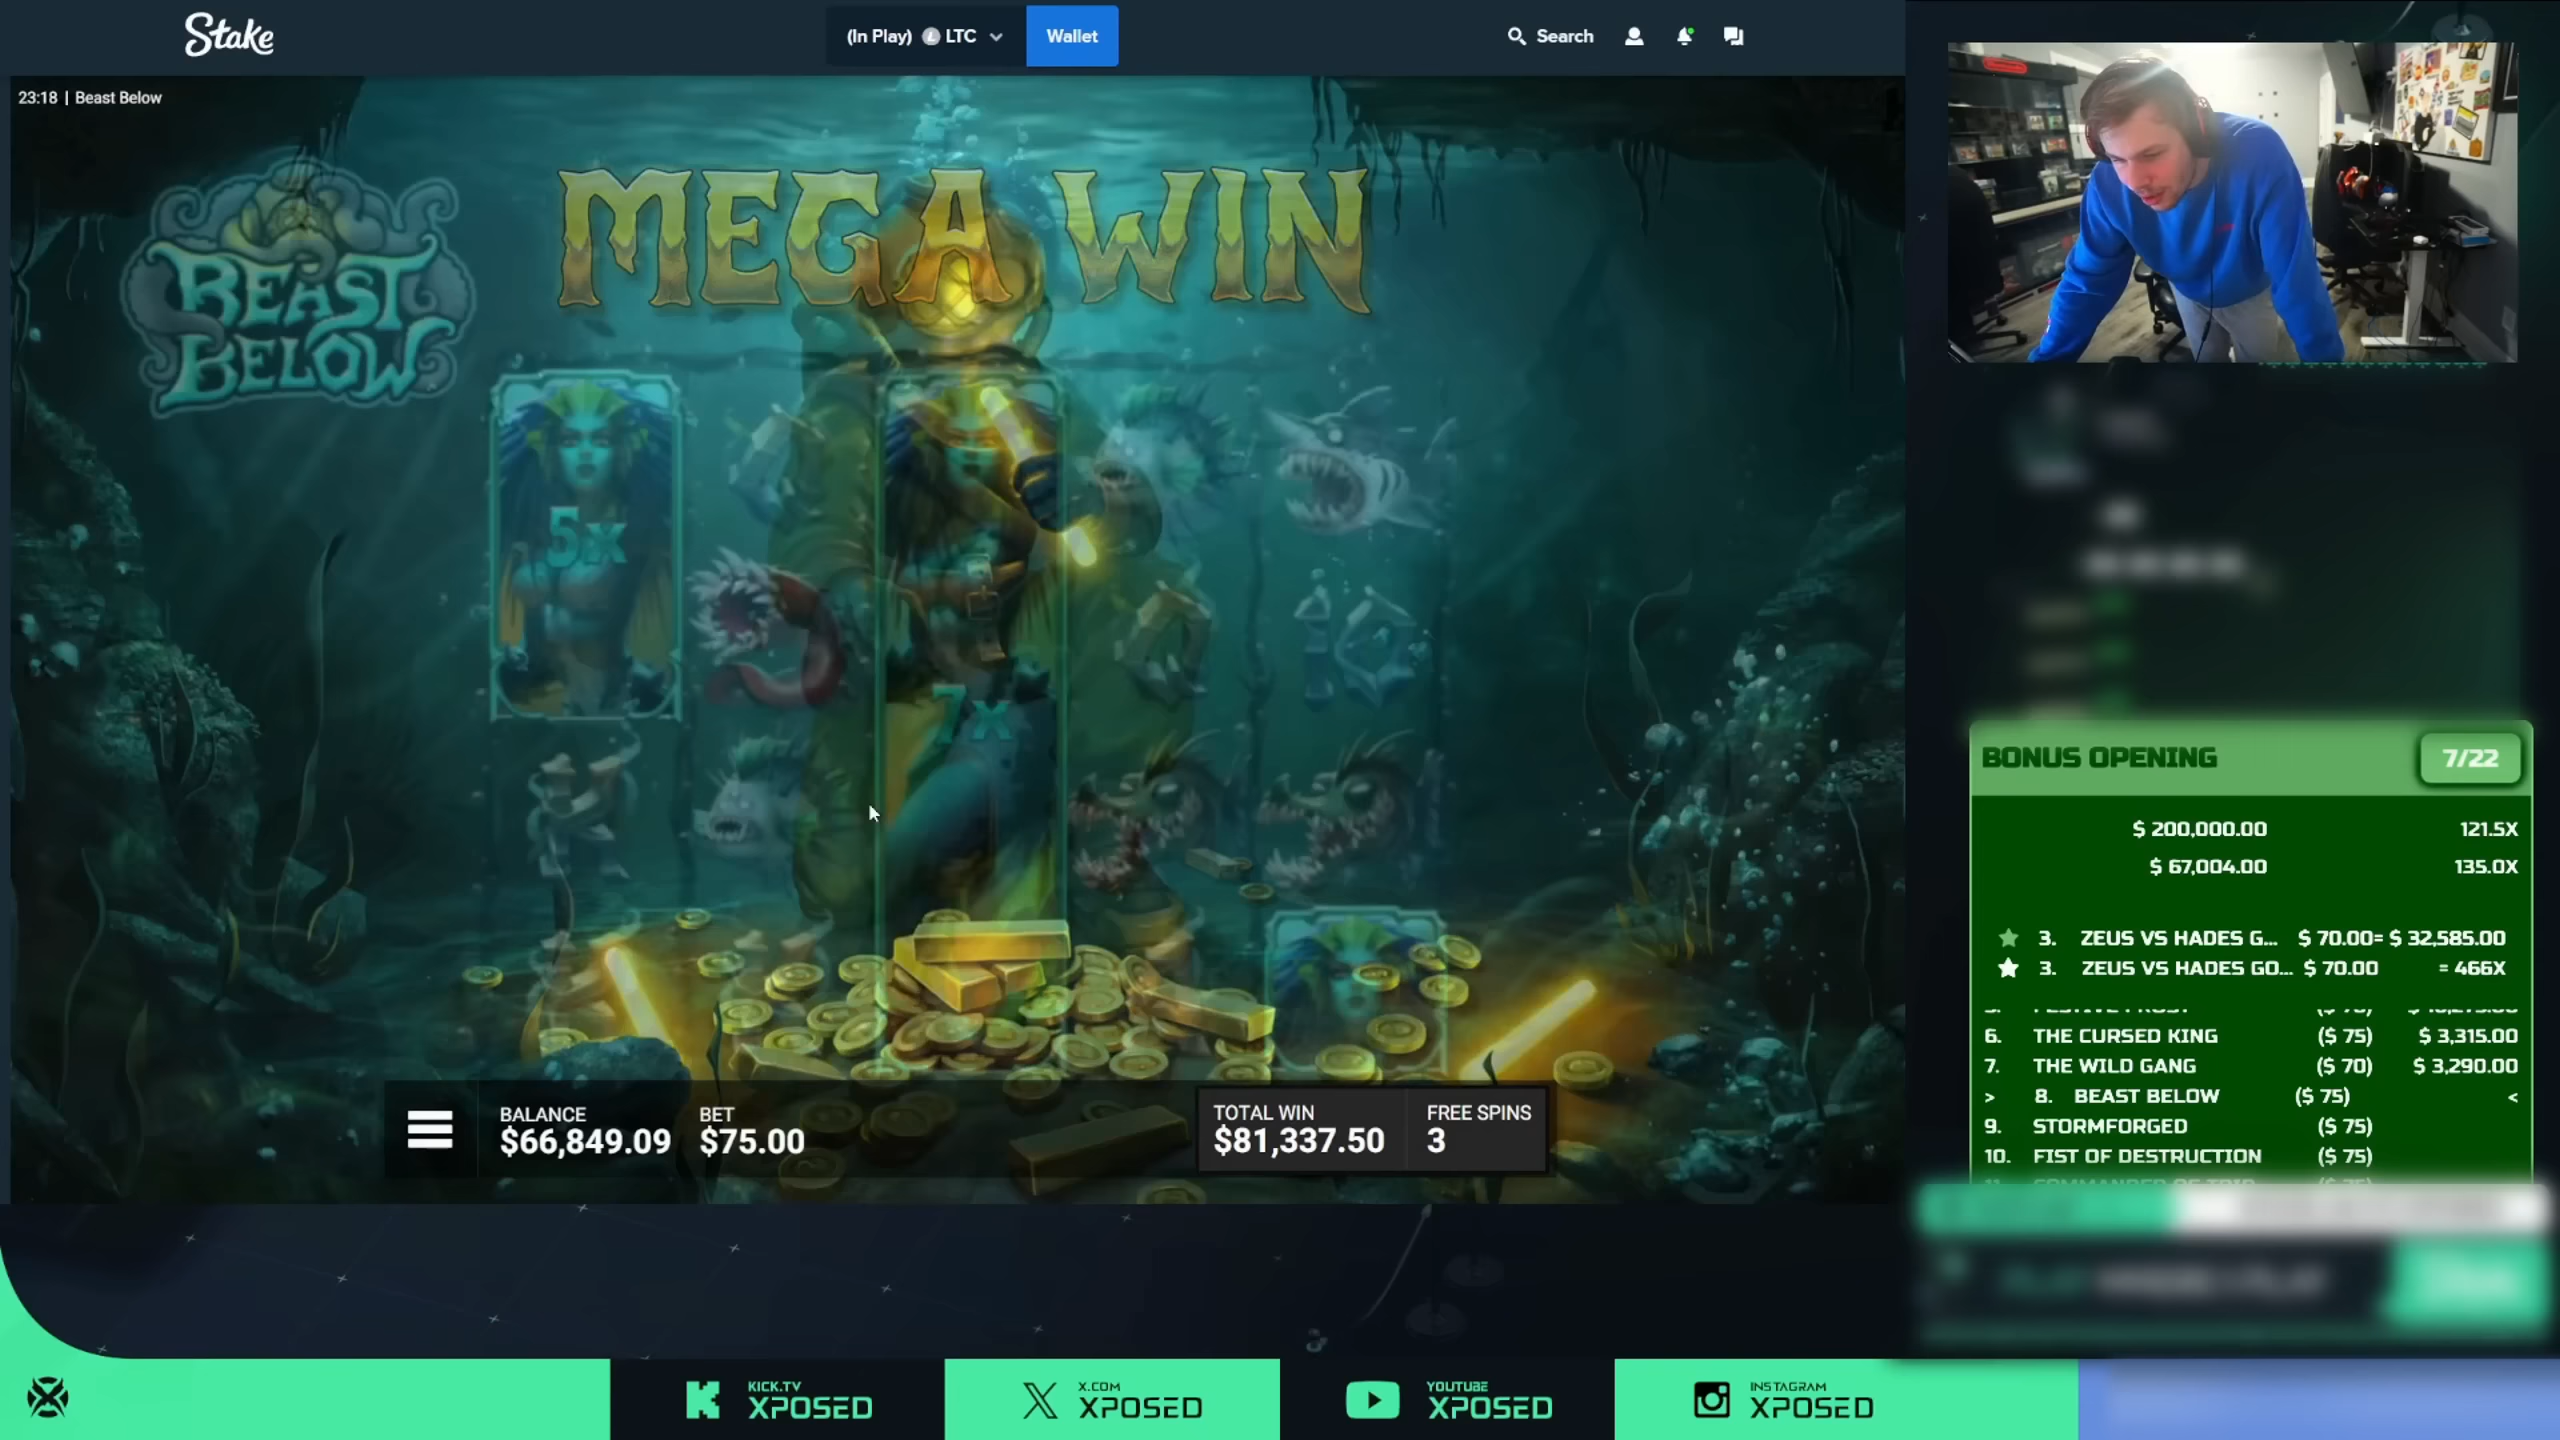 Stake
(In Play) LTC
Wallet
Search
23:18 | Beast Below
MEGA WIN
BEAST
BELOW
5x
7x
K
10
BALANCE
$66,849.09
BET
$75.00
TOTAL WIN
$81,337.50
FREE SPINS
3
BONUS OPENING 7/22
$ 200,000.00 121.5X
$ 67,004.00 135.0X
3. ZEUS VS HADES G... $ 70.00= $ 32,585.00
3. ZEUS VS HADES GO... $ 70.00 = 466X
6. THE CURSED KING ($ 75) $ 3,315.00
7. THE WILD GANG ($ 70) $ 3,290.00
> 8. BEAST BELOW ($ 75) <
9. STORMFORGED ($ 75)
10. FIST OF DESTRUCTION ($ 75)
KICK.TV
XPOSED
X.COM
XPOSED
YOUTUBE
XPOSED
INSTAGRAM
XPOSED